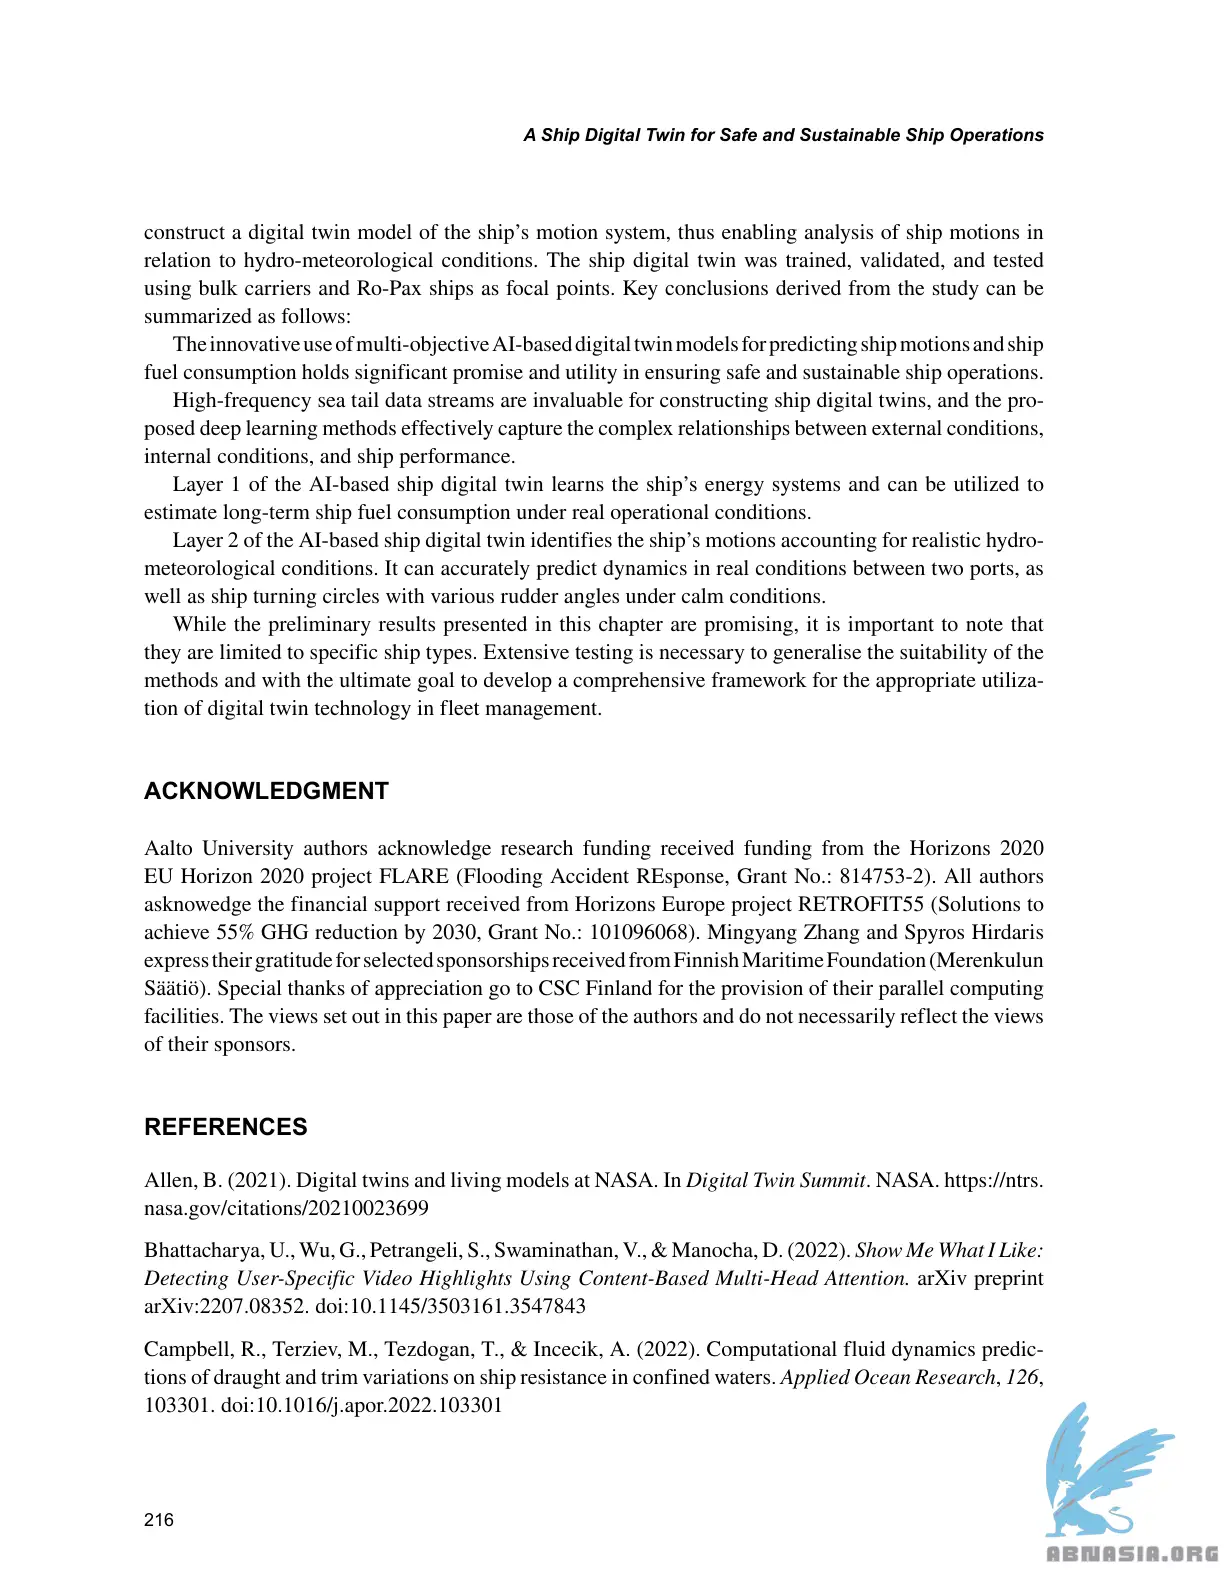 A Ship Digital Twin for Safe and Sustainable Ship Operations
construct a digital twin model of the ship's motion system, thus enabling analysis of ship motions in
relation to hydro-meteorological conditions. The ship digital twin was trained, validated, and tested
using bulk carriers and Ro-Pax ships as focal points. Key conclusions derived from the study can be
summarized as follows:
The innovative use of multi-objective AI-based digital twin models for predicting ship motions and ship
fuel consumption holds significant promise and utility in ensuring safe and sustainable ship operations.
High-frequency sea tail data streams are invaluable for constructing ship digital twins, and the pro-
posed deep learning methods effectively capture the complex relationships between external conditions,
internal conditions, and ship performance.
Layer 1 of the AI-based ship digital twin learns the ship's energy systems and can be utilized to
estimate long-term ship fuel consumption under real operational conditions.
Layer 2 of the AI-based ship digital twin identifies the ship's motions accounting for realistic hydro-
meteorological conditions. It can accurately predict dynamics in real conditions between two ports, as
well as ship turning circles with various rudder angles under calm conditions.
While the preliminary results presented in this chapter are promising, it is important to note that
they are limited to specific ship types. Extensive testing is necessary to generalise the suitability of the
methods and with the ultimate goal to develop a comprehensive framework for the appropriate utiliza-
tion of digital twin technology in fleet management.
ACKNOWLEDGMENT
Aalto University authors acknowledge research funding received funding from the Horizons 2020
EU Horizon 2020 project FLARE (Flooding Accident REsponse, Grant No.: 814753-2). All authors
asknowedge the financial support received from Horizons Europe project RETROFIT55 (Solutions to
achieve 55% GHG reduction by 2030, Grant No.: 101096068). Mingyang Zhang and Spyros Hirdaris
express their gratitude for selected sponsorships received from Finnish Maritime Foundation (Merenkulun
Säätiö). Special thanks of appreciation go to CSC Finland for the provision of their parallel computing
facilities. The views set out in this paper are those of the authors and do not necessarily reflect the views
of their sponsors.
REFERENCES
Allen, B. (2021). Digital twins and living models at NASA. In Digital Twin Summit. NASA. https://ntrs.
nasa.gov/citations/20210023699
Bhattacharya, U., Wu, G., Petrangeli, S., Swaminathan, V., & Manocha, D. (2022). Show Me What I Like:
Detecting User-Specific Video Highlights Using Content-Based Multi-Head Attention. arXiv preprint
arXiv:2207.08352. doi:10.1145/3503161.3547843
Campbell, R., Terziev, M., Tezdogan, T., & Incecik, A. (2022). Computational fluid dynamics predic-
tions of draught and trim variations on ship resistance in confined waters. Applied Ocean Research, 126,
103301. doi:10.1016/j.apor.2022.103301
216
ABNASIA.ORG